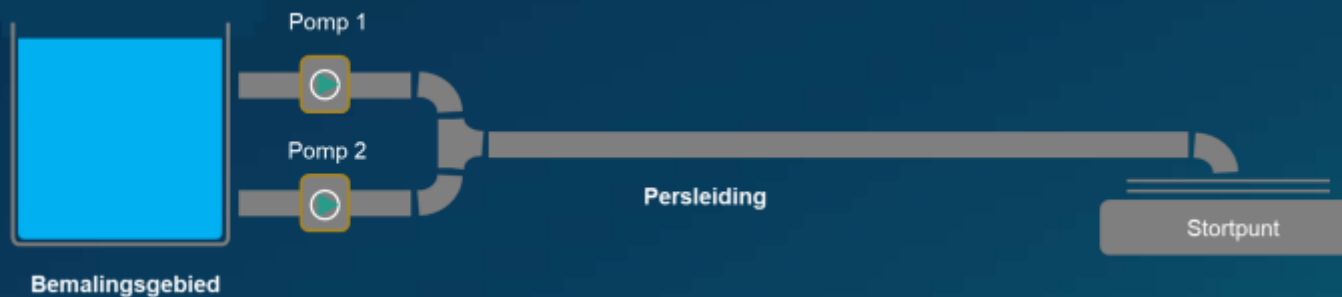 Pomp 1
Pomp 2
Persleiding
Stortpunt
Bemalingsgebied